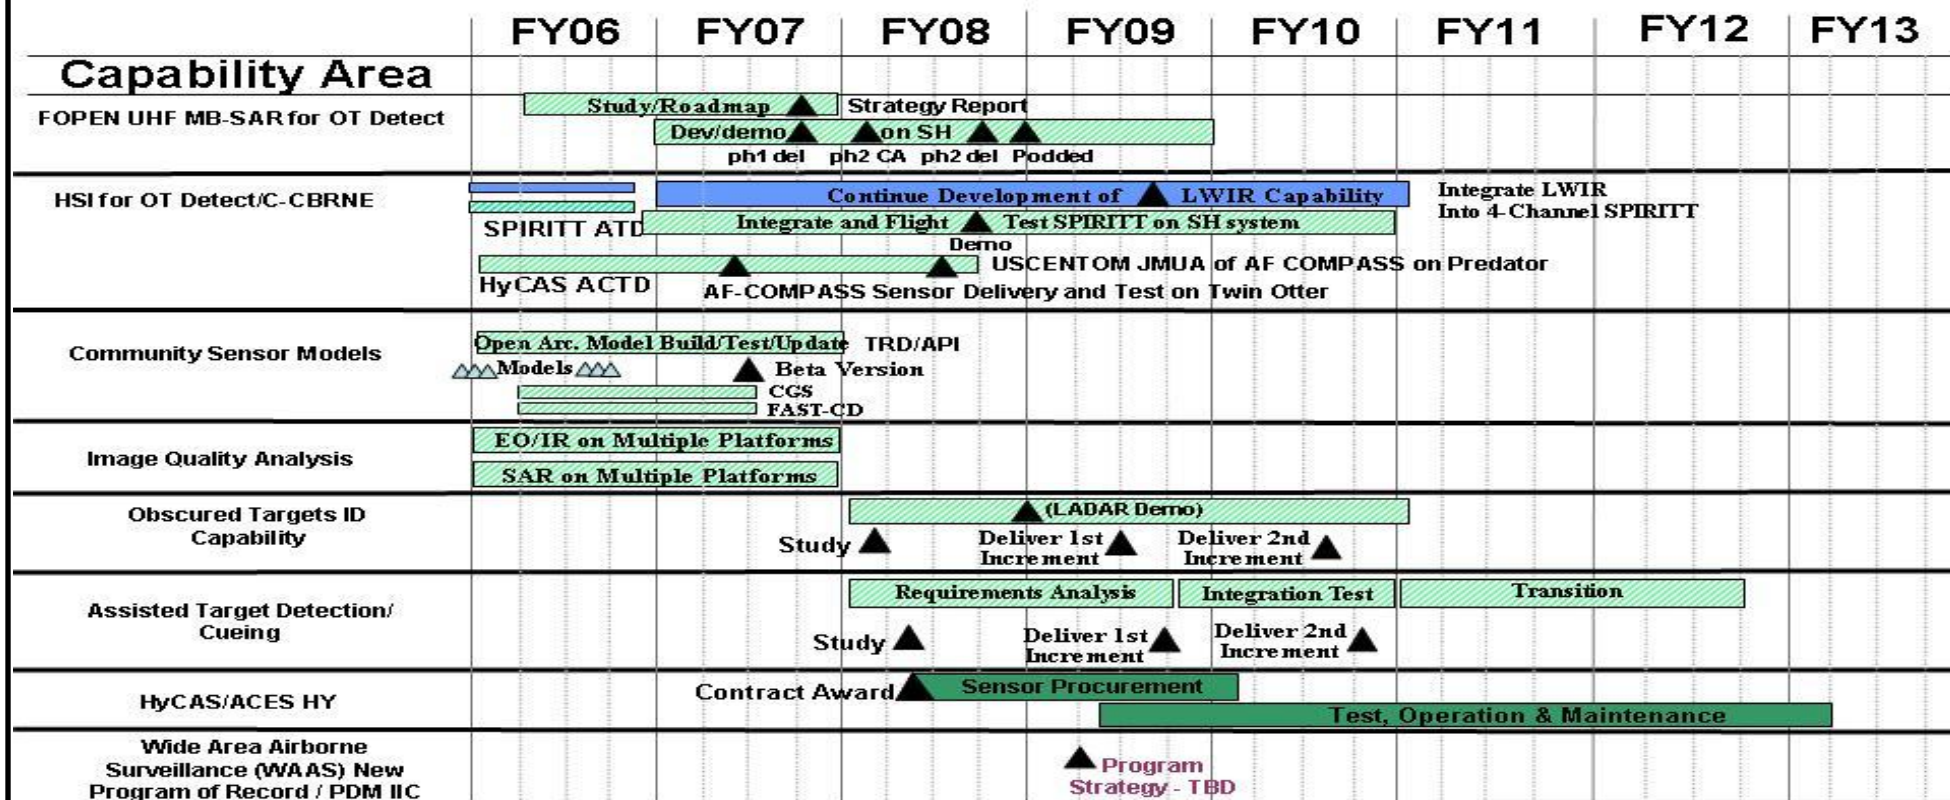 FY06 FY07 FY08 FY09 FY10 FY11 FY12 FY13
Capability Area
FOPEN UHF MB-SAR for OT Detect
Study/Roadmap
Strategy Report
Dev/demo on SH
ph1 del ph2 CA ph2 del Podded
HSI for OT Detect/C-CBRNE
Continue Development of LWIR Capability
Integrate LWIR
Into 4-Channel SPIRITT
SPIRITT ATD
Integrate and Flight Test SPIRITT on SH system
Demo
USCENTOM JMUA of AF COMPASS on Predator
HyCAS ACTD
AF-COMPASS Sensor Delivery and Test on Twin Otter
Community Sensor Models
Open Arc. Model Build/Test/Update
TRD/API
Models
Beta Version
CGS
FAST-CD
Image Quality Analysis
EO/IR on Multiple Platforms
SAR on Multiple Platforms
Obscured Targets ID
Capability
(LADAR Demo)
Study
Deliver 1st
Increment
Deliver 2nd
Increment
Assisted Target Detection/
Cueing
Requirements Analysis
Integration Test
Transition
Study
Deliver 1st
Increment
Deliver 2nd
Increment
HyCAS/ACES HY
Contract Award
Sensor Procurement
Test, Operation & Maintenance
Wide Area Airborne
Surveillance (WAAS) New
Program of Record / PDM IIC
Program
Strategy - TBD